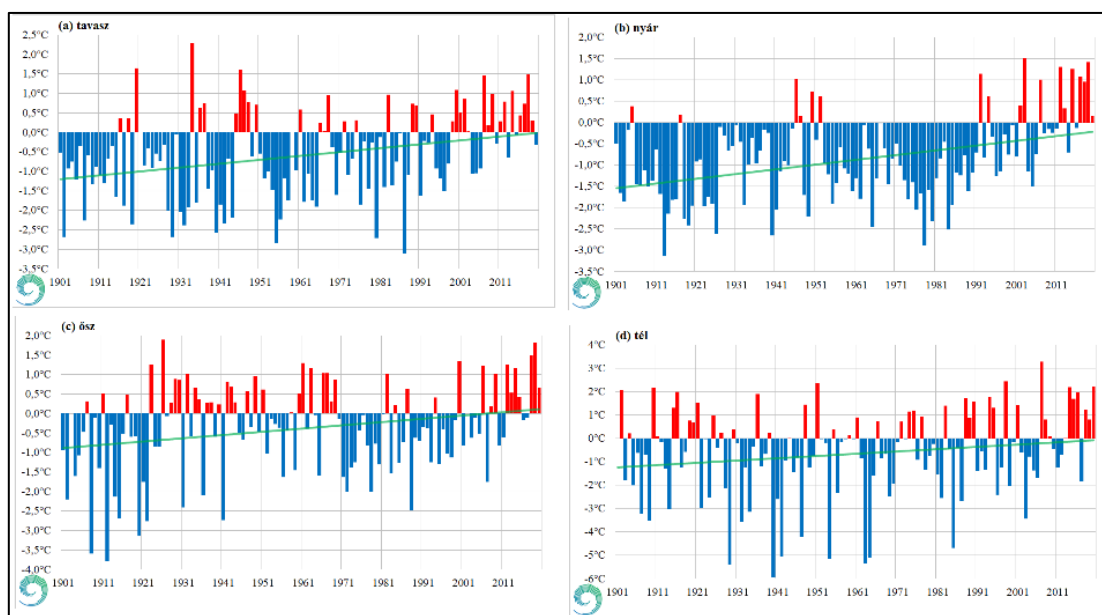 (a) tavasz
2,5°C
2,0°C
1,5°C
1,0°C
0,5°C
0,0°C
-0,5°C
-1,0°C
-1,5°C
-2,0°C
-2,5°C
-3,0°C
-3,5°C
1901 1911 1921 1931 1941 1951 1961 1971 1981 1991 2001 2011
(b) nyár
2,0°C
1,5°C
1,0°C
0,5°C
0,0°C
-0,5°C
-1,0°C
-1,5°C
-2,0°C
-2,5°C
-3,0°C
-3,5°C
1901 1911 1921 1931 1941 1951 1961 1971 1981 1991 2001 2011
(c) ősz
2,0°C
1,5°C
1,0°C
0,5°C
0,0°C
-0,5°C
-1,0°C
-1,5°C
-2,0°C
-2,5°C
-3,0°C
-3,5°C
-4,0°C
1901 1911 1921 1931 1941 1951 1961 1971 1981 1991 2001 2011
(d) tél
4°C
3°C
2°C
1°C
0°C
-1°C
-2°C
-3°C
-4°C
-5°C
-6°C
1901 1911 1921 1931 1941 1951 1961 1971 1981 1991 2001 2011